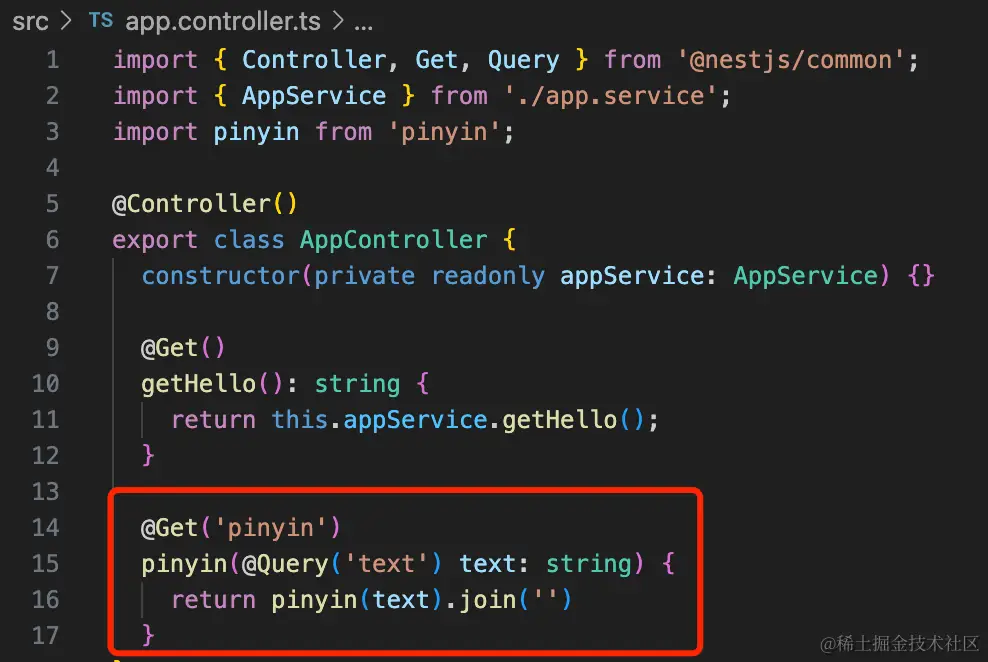 src > TS app.controller.ts > ...
1 import { Controller, Get, Query } from '@nestjs/common';
2 import { AppService } from './app.service';
3 import pinyin from 'pinyin';
4
5 @Controller()
6 export class AppController {
7 constructor(private readonly appService: AppService) {}
8
9 @Get()
10 getHello(): string {
11 return this.appService.getHello();
12 }
13
14 @Get('pinyin')
15 pinyin(@Query('text') text: string) {
16 return pinyin(text).join('')
17 }
@稀土掘金技术社区